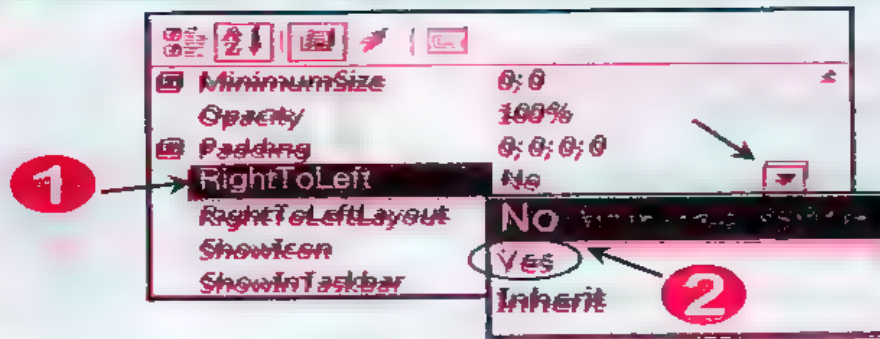 MinimumSize 0; 0
Opacity 100%
Padding 0; 0; 0; 0
1 RightToLeft No
RightToLeftLayout No
ShowIcon Yes
ShowInTaskbar Inherit
2